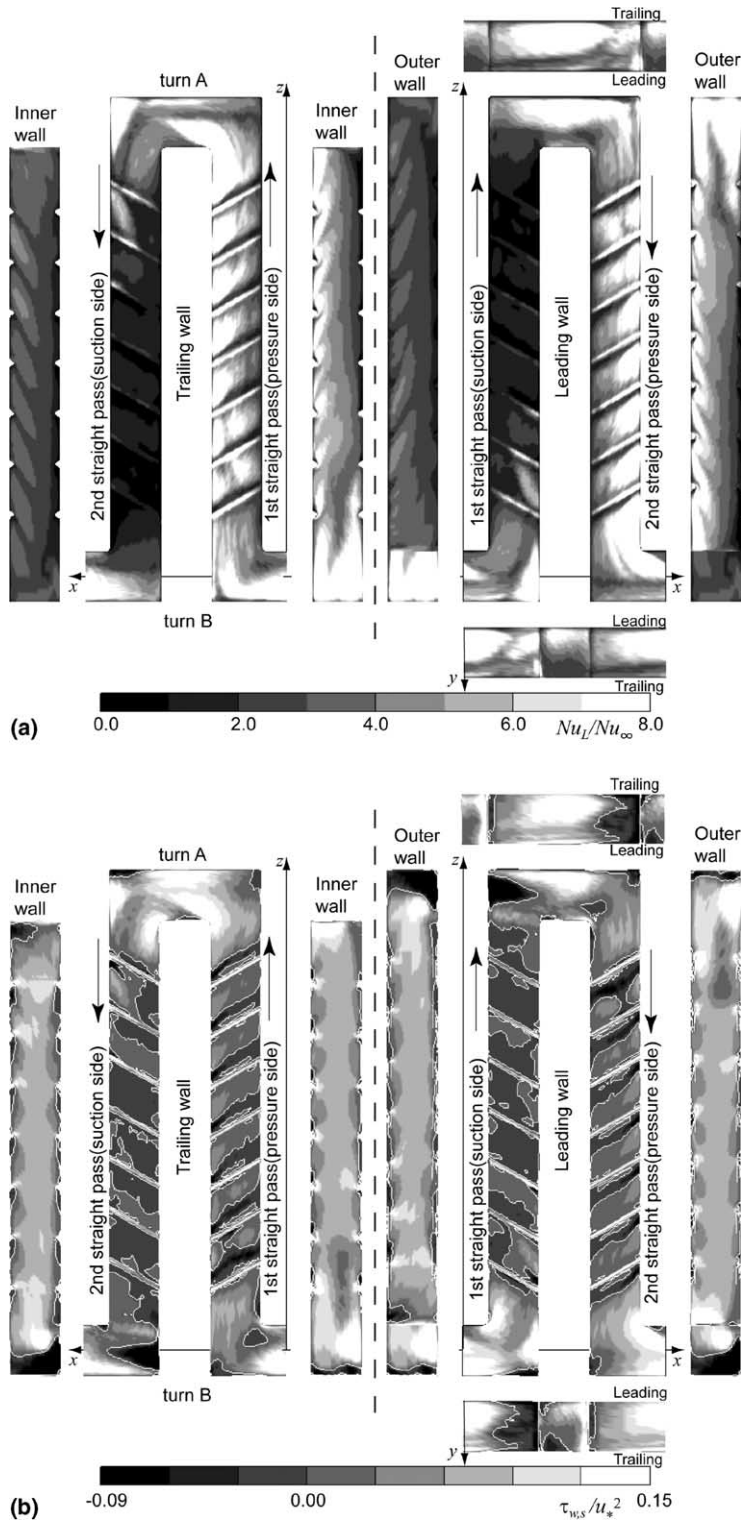 Trailing
turn A
Outer
wall
Outer
wall
Leading
z
z
Inner
wall
Inner
wall
2nd straight pass(suction side)
Trailing wall
1st straight pass(pressure side)
1st straight pass(suction side)
Leading wall
2nd straight pass(pressure side)
x
x
turn B
Leading
y
Trailing
0.0 2.0 4.0 6.0 Nu_L/Nu_∞ 8.0
(a)
Trailing
turn A
Outer
wall
Outer
wall
Leading
z
z
Inner
wall
Inner
wall
2nd straight pass(suction side)
Trailing wall
1st straight pass(pressure side)
1st straight pass(suction side)
Leading wall
2nd straight pass(pressure side)
x
x
turn B
Leading
y
Trailing
(b)
-0.09 0.00 τ_w,s/u_*² 0.15